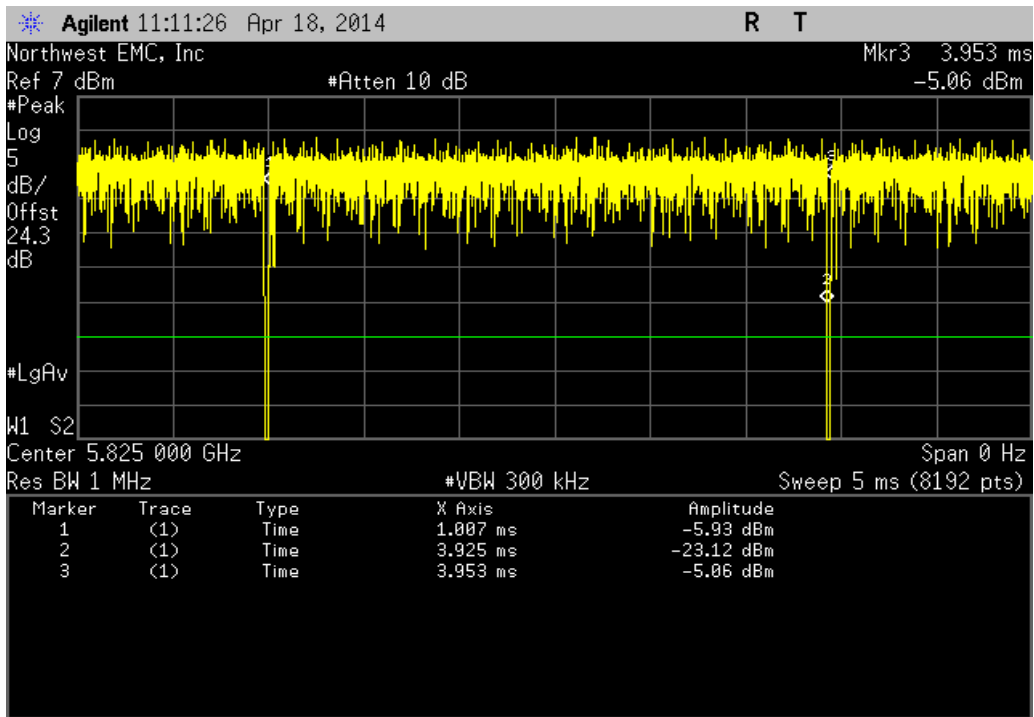 Agilent 11:11:26 Apr 18, 2014 R T
Northwest EMC, Inc Mkr3 3.953 ms
Ref 7 dBm #Atten 10 dB -5.06 dBm
#Peak
Log
5
dB/
Offst
24.3
dB
1
3
2
#LgAv
W1 S2
Center 5.825 000 GHz Span 0 Hz
Res BW 1 MHz #VBW 300 kHz Sweep 5 ms (8192 pts)
Marker Trace Type X Axis Amplitude
1 (1) Time 1.007 ms -5.93 dBm
2 (1) Time 3.925 ms -23.12 dBm
3 (1) Time 3.953 ms -5.06 dBm